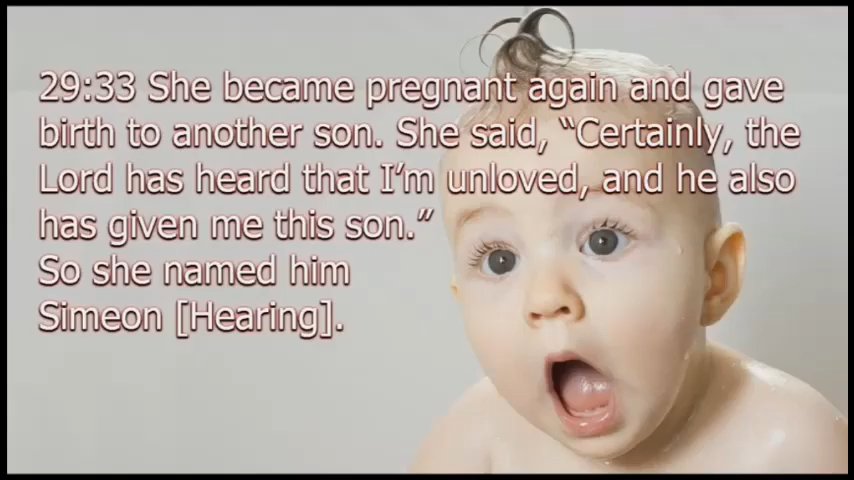 29:33 She became pregnant again and gave
birth to another son. She said, “Certainly, the
Lord has heard that I’m unloved, and he also
has given me this son.”
So she named him
Simeon [Hearing].